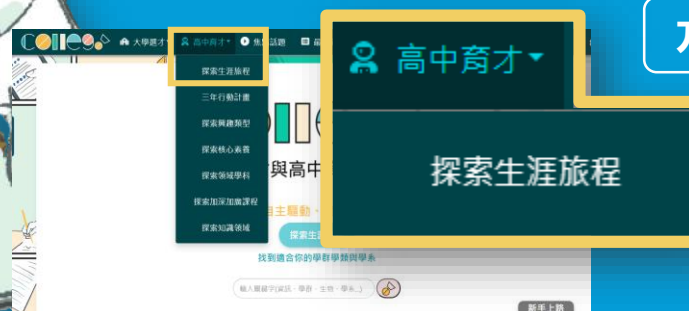 Colleges
大學選才
高中育才
焦點話題
探索生涯旅程
三年行動計畫
探索興趣類型
探索核心素養
探索領域學科
探索加深加廣課程
探索知識領域
與高中
自主驅動、
探索生
找到適合你的學群學類與學系
輸入關鍵字(資訊、學群、生物、學系...)
新手上路
高中育才
探索生涯旅程